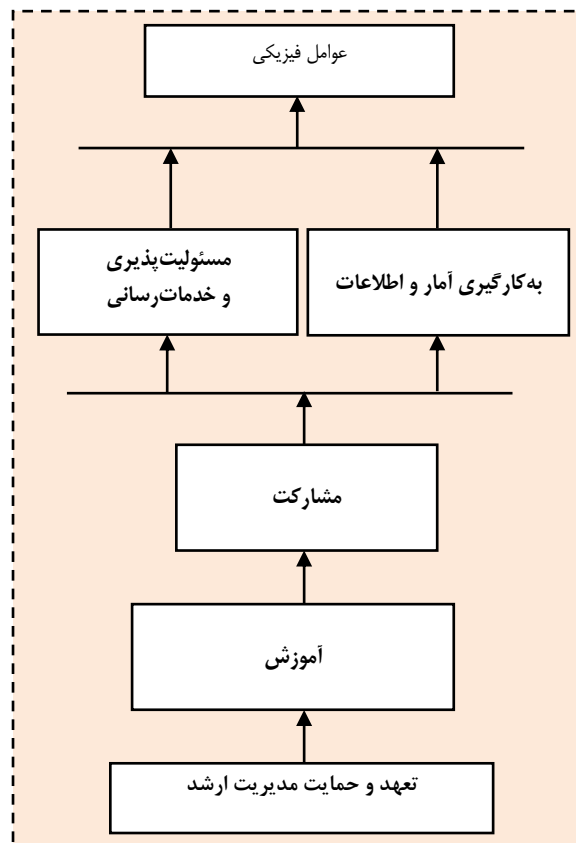 عوامل فیزیکی
به‌کارگیری آمار و اطلاعات
مسئولیت‌پذیری
و خدمات‌رسانی
مشارکت
آموزش
تعهد و حمایت مدیریت ارشد